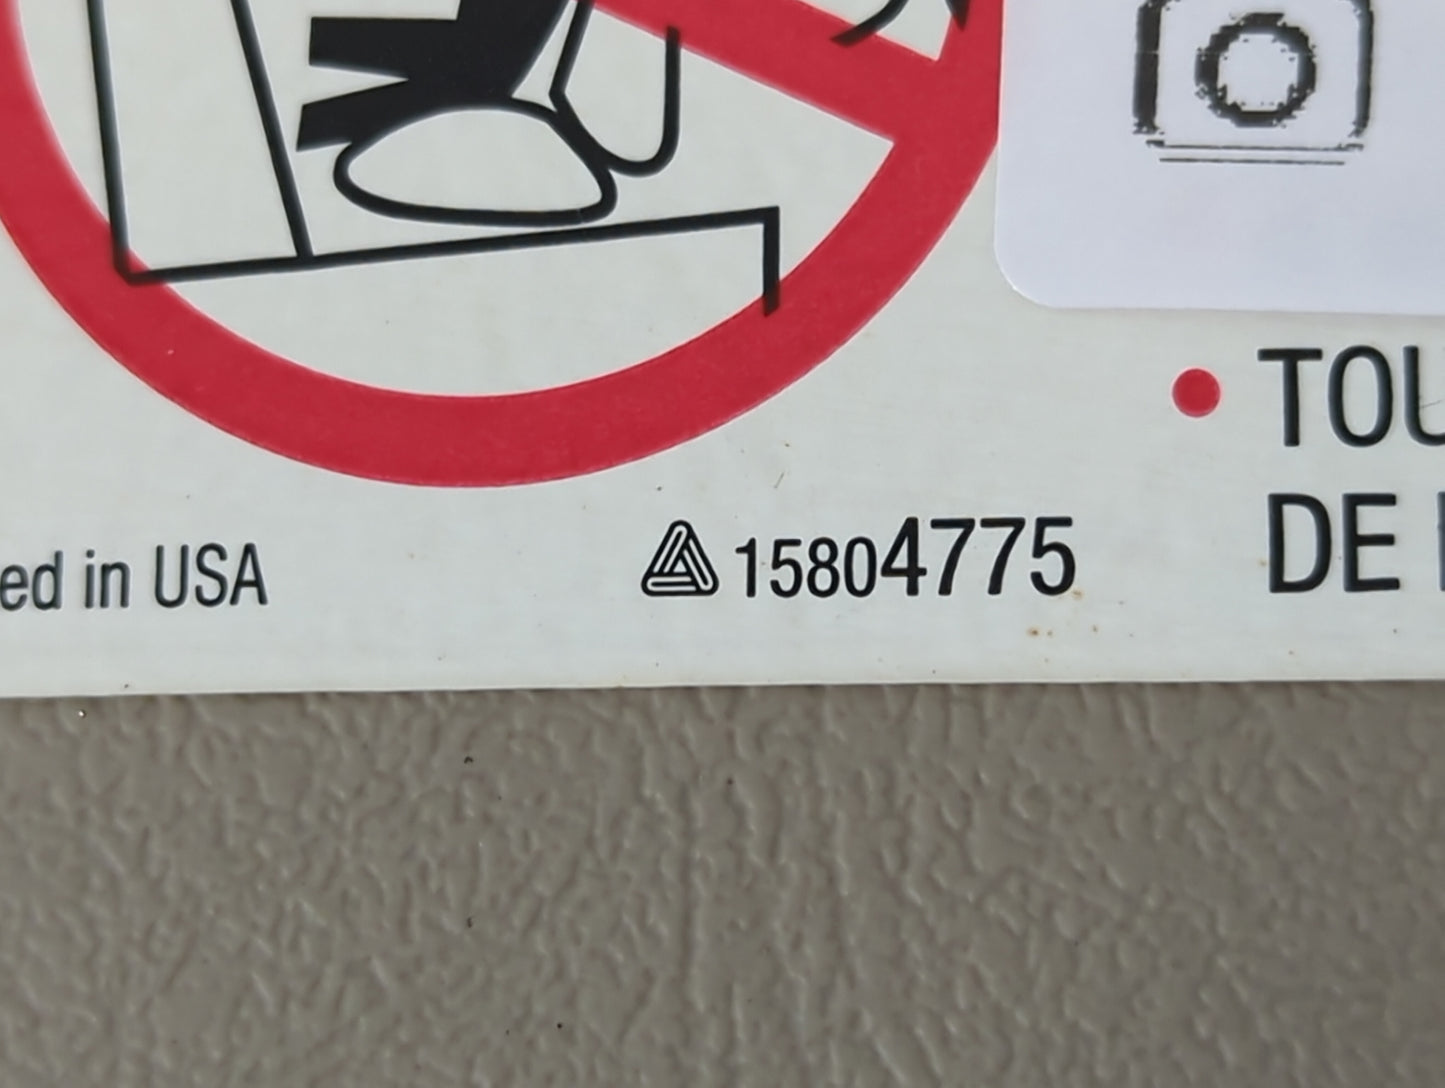 TOU
DE
ed in USA
15804775